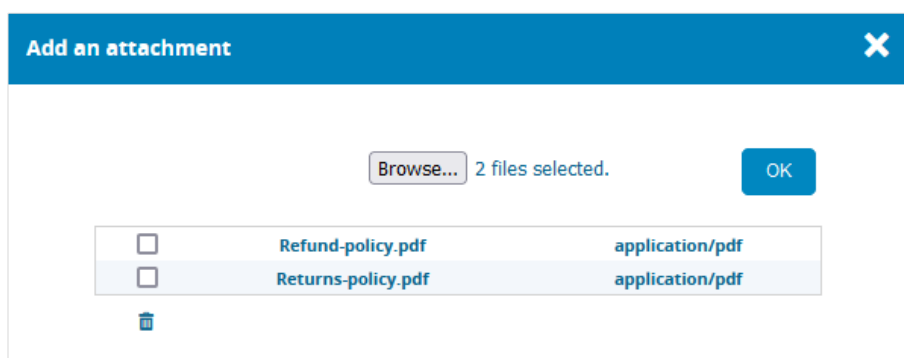 Add an attachment
Browse... 2 files selected.
OK
Refund-policy.pdf application/pdf
Returns-policy.pdf application/pdf